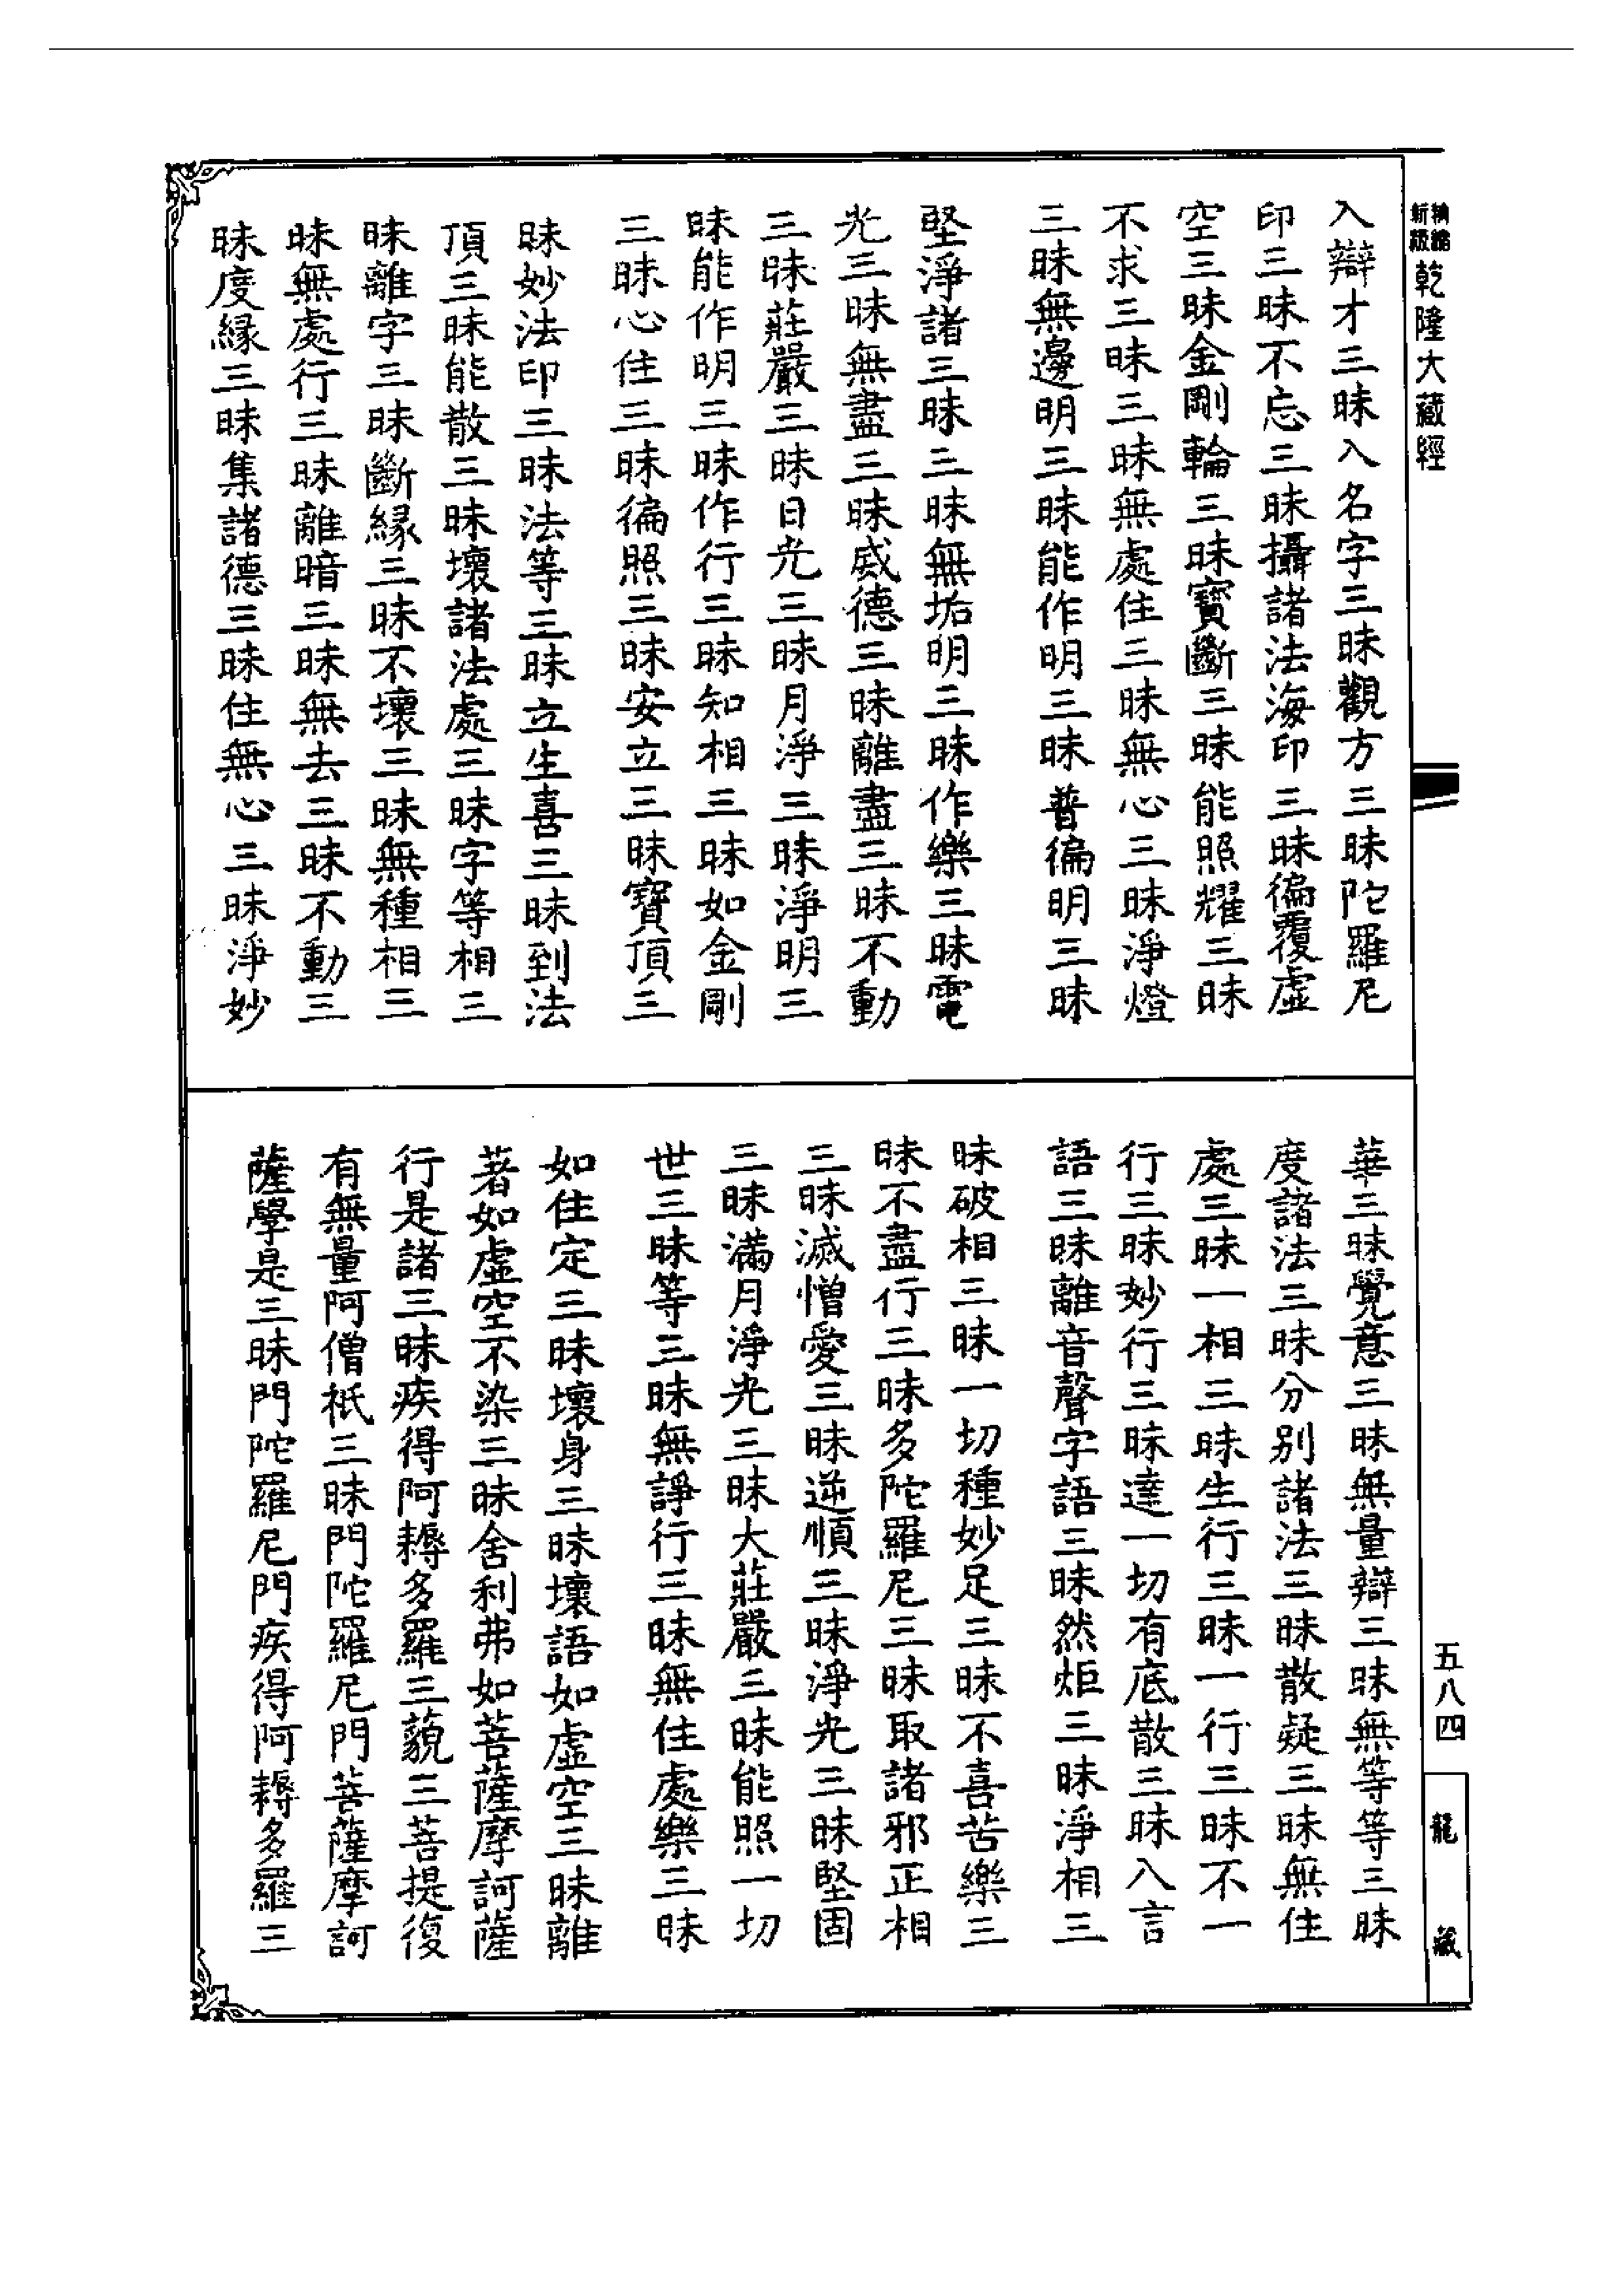 精縮新版乾隆大藏經
入辯才三昧入名字三昧觀方三昧陀羅尼
印三昧不忘三昧攝諸法海印三昧徧覆虛
空三昧金剛輪三昧寶斷三昧能照耀三昧
不求三昧三昧無處住三昧無心三昧淨燈
三昧無邊明三昧能作明三昧普徧明三昧
堅淨諸三昧三昧無垢明三昧作樂三昧電
光三昧無盡三昧威德三昧離盡三昧不動
三昧莊嚴三昧日光三昧月淨三昧淨明三
昧能作明三昧作行三昧知相三昧如金剛
三昧心住三昧徧照三昧安立三昧寶頂三
昧妙法印三昧法等三昧立生喜三昧到法
頂三昧能散三昧壞諸法處三昧字等相三
昧離字三昧斷緣三昧不壞三昧無種相三
昧無處行三昧離暗三昧無去三昧不動三
昧度緣三昧集諸德三昧住無心三昧淨妙
華三昧覺意三昧無量辯三昧無等等三昧
度諸法三昧分別諸法三昧散疑三昧無住
處三昧一相三昧生行三昧一行三昧不一
行三昧妙行三昧達一切有底散三昧入言
語三昧離音聲字語三昧然炬三昧淨相三
昧破相三昧一切種妙足三昧不喜苦樂三
昧不盡行三昧多陀羅尼三昧取諸邪正相
三昧滅憎愛三昧逆順三昧淨光三昧堅固
三昧滿月淨光三昧大莊嚴三昧能照一切
世三昧等三昧無諍行三昧無住處樂三昧
如住定三昧壞身三昧壞語如虛空三昧離
著如虛空不染三昧舍利弗如菩薩摩訶薩
行是諸三昧疾得阿耨多羅三藐三菩提復
有無量阿僧祇三昧門陀羅尼門菩薩摩訶
薩學是三昧門陀羅尼門疾得阿耨多羅三
五八四
龍藏